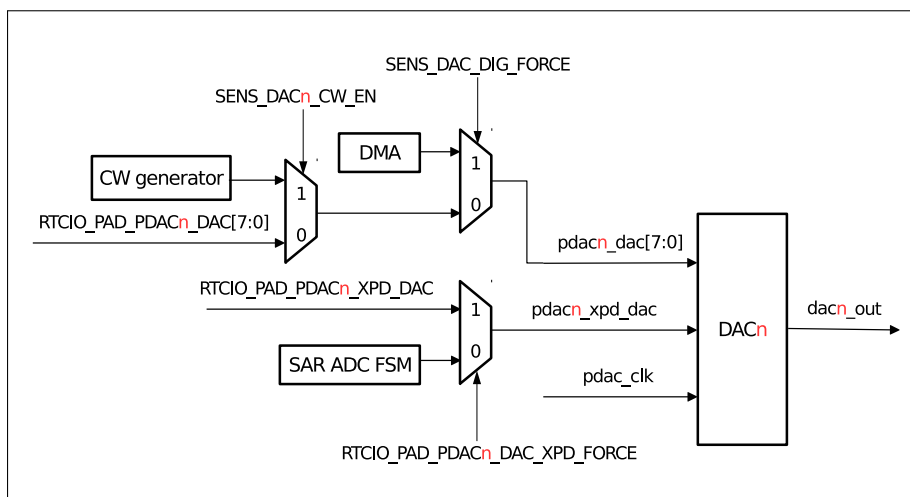 SENS_DAC_DIG_FORCE
SENS_DACn_CW_EN
DMA
1
CW generator
1
0
RTCIO_PAD_PDACn_DAC[7:0]
0
pdacn_dac[7:0]
RTCIO_PAD_PDACn_XPD_DAC
1
pdacn_xpd_dac
dacn_out
DACn
0
SAR ADC FSM
pdac_clk
RTCIO_PAD_PDACn_DAC_XPD_FORCE